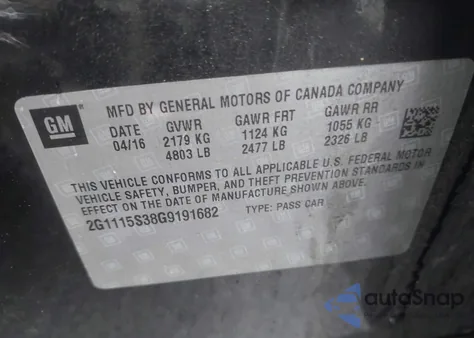 GM
MFD BY GENERAL MOTORS OF CANADA COMPANY
DATE GVWR GAWR FRT GAWR RR
04/16 2179 KG 1124 KG 1055 KG
4803 LB 2477 LB 2326 LB
THIS VEHICLE CONFORMS TO ALL APPLICABLE U.S. FEDERAL MOTOR
VEHICLE SAFETY, BUMPER, AND THEFT PREVENTION STANDARDS IN
EFFECT ON THE DATE OF MANUFACTURE SHOWN ABOVE.
2G1115S38G9191682 TYPE: PASS CAR
autoSnap